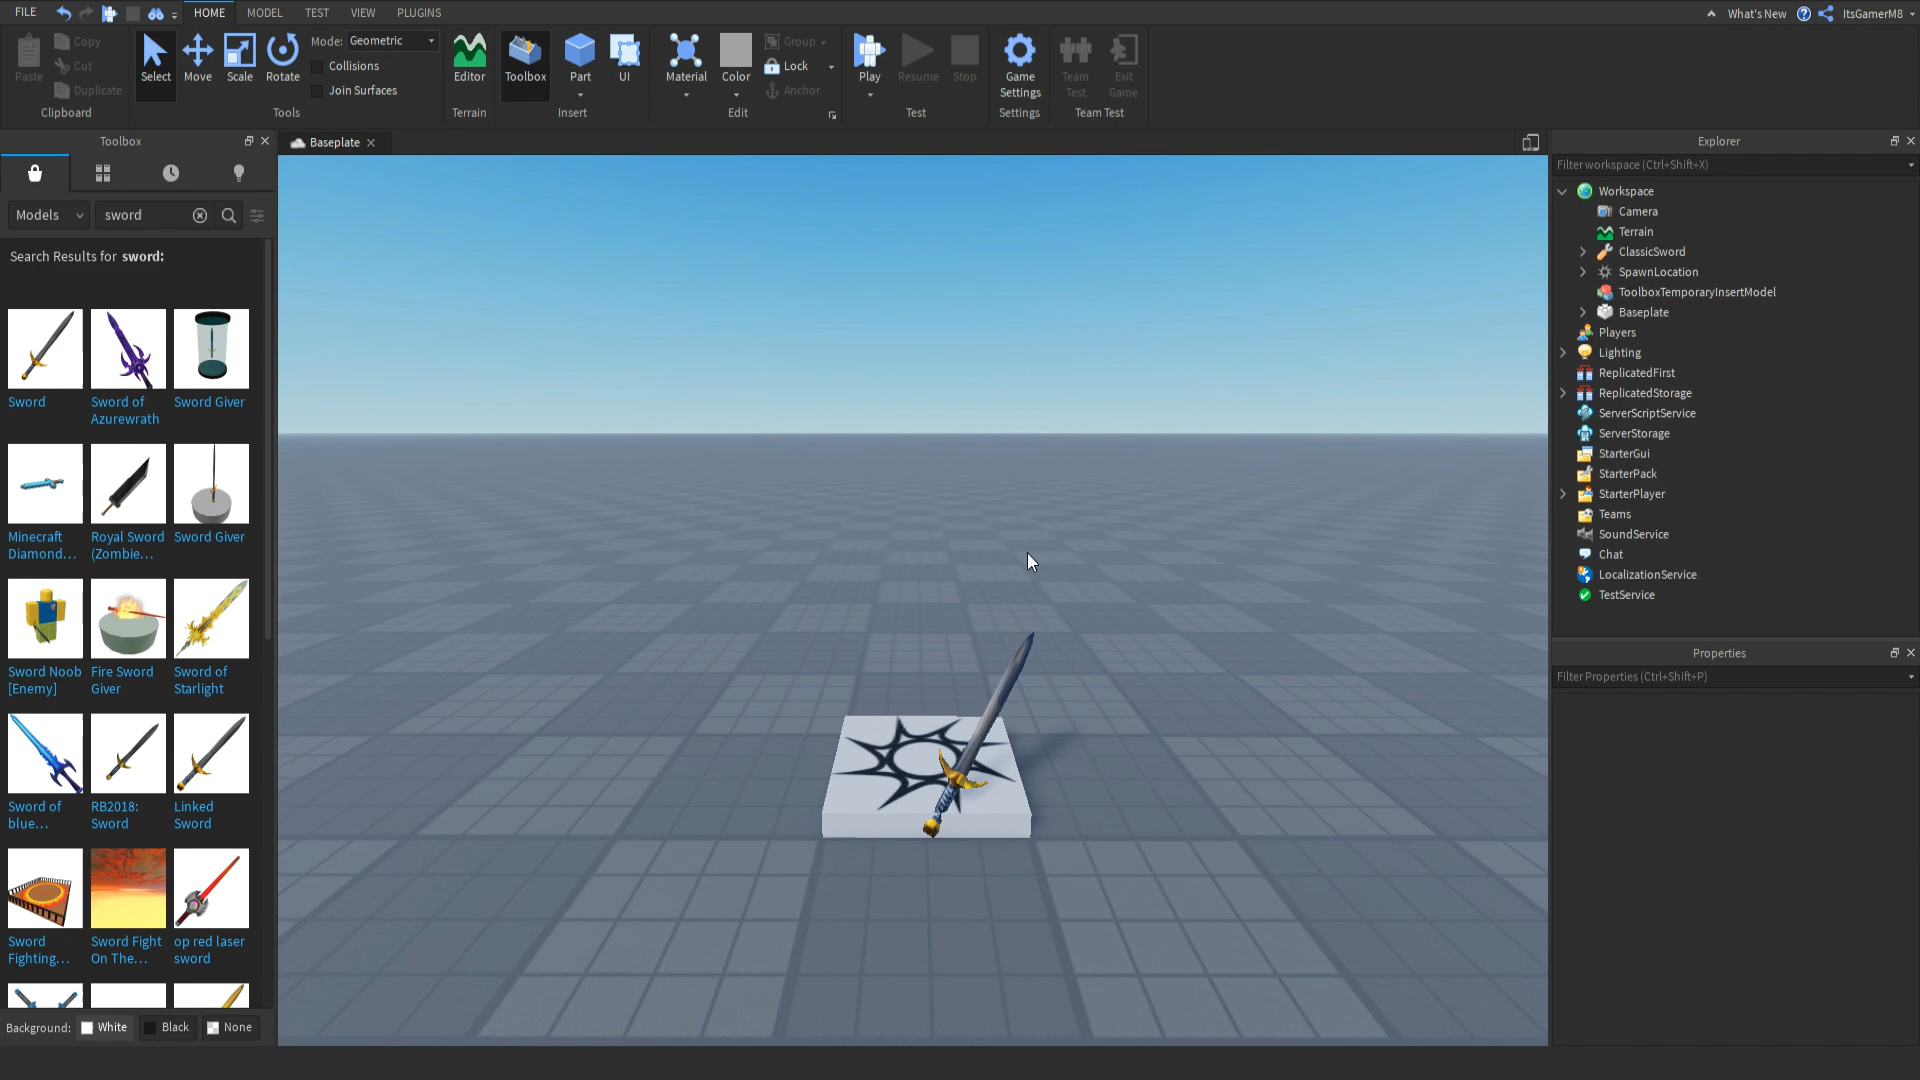 FILE HOME MODEL TEST VIEW PLUGINS What's New ItsGamerM8
Paste
Copy
Cut
Duplicate
Clipboard
Select Move Scale Rotate
Mode: Geometric
Collisions
Join Surfaces
Tools
Editor
Terrain
Toolbox Part UI
Insert
Material Color
Group
Lock
Anchor
Edit
Play Resume Stop
Test
Game
Settings
Settings
Team
Test
Exit
Game
Team Test
Toolbox
Models sword
Search Results for sword:
Sword
Sword of
Azurewrath
Sword Giver
Minecraft
Diamond...
Royal Sword
(Zombie...
Sword Giver
Sword Noob
[Enemy]
Fire Sword
Giver
Sword of
Starlight
Sword of
blue...
RB2018:
Sword
Linked
Sword
Sword
Fighting...
Sword Fight
On The...
op red laser
sword
Background: White Black None
Baseplate
Explorer
Filter workspace (Ctrl+Shift+X)
Workspace
Camera
Terrain
ClassicSword
SpawnLocation
ToolboxTemporaryInsertModel
Baseplate
Players
Lighting
ReplicatedFirst
ReplicatedStorage
ServerScriptService
ServerStorage
StarterGui
StarterPack
StarterPlayer
Teams
SoundService
Chat
LocalizationService
TestService
Properties
Filter Properties (Ctrl+Shift+P)